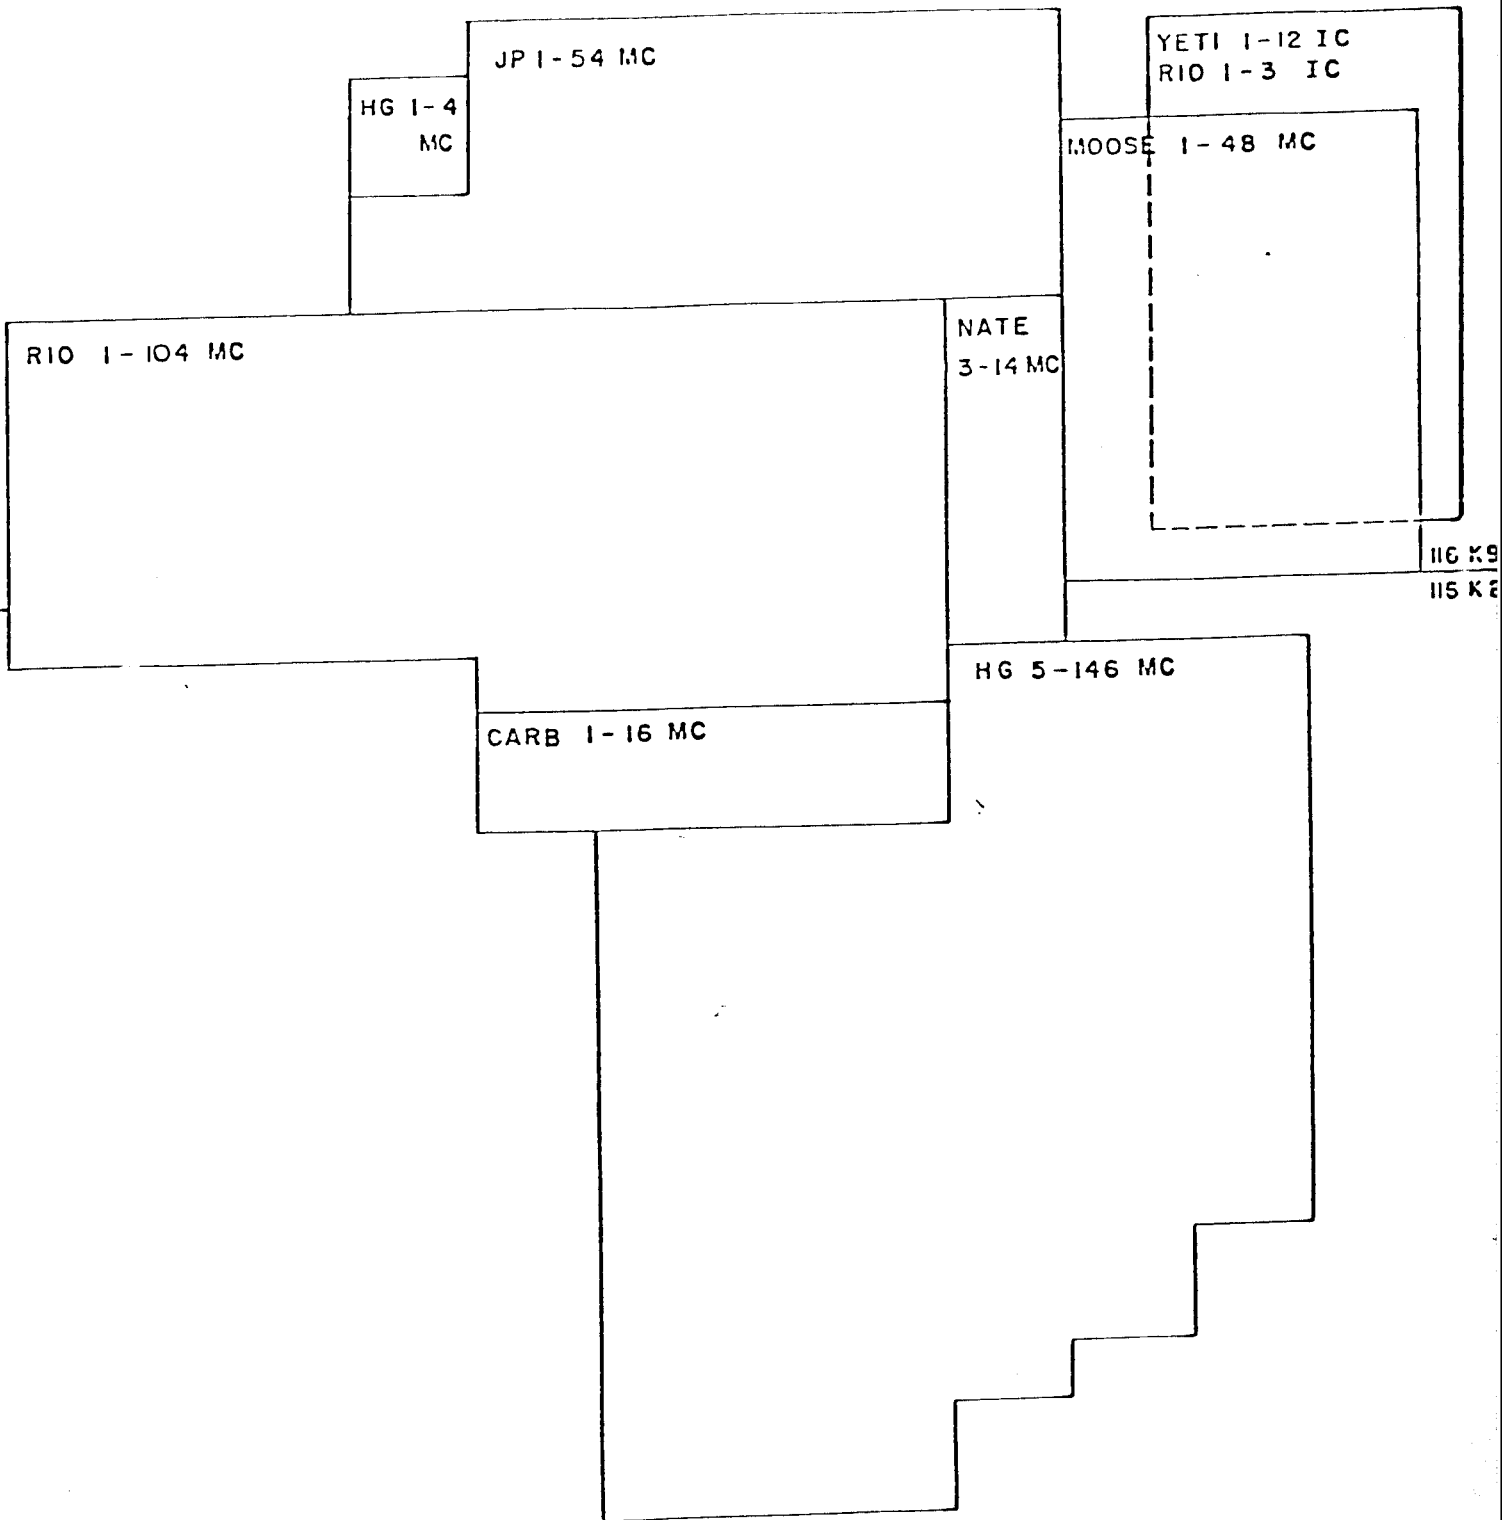 JP 1-54 MC
YETI 1-12 IC
RIO 1-3 IC
HG 1-4
MC
MOOSE 1-48 MC
NATE
3-14 MC
RIO 1-104 MC
116 K9
115 K
HG 5-146 MC
CARB 1-16 MC